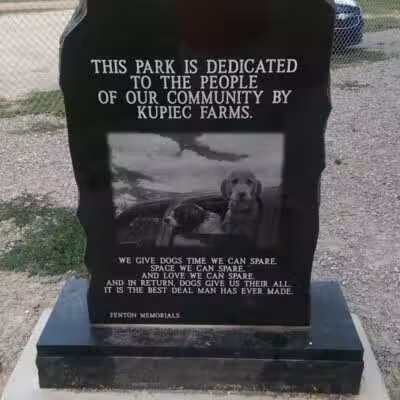 THIS PARK IS DEDICATED
TO THE PEOPLE
OF OUR COMMUNITY BY
KUPIEC FARMS.
WE GIVE DOGS TIME WE CAN SPARE.
SPACE WE CAN SPARE.
AND LOVE WE CAN SPARE.
AND IN RETURN, DOGS GIVE US THEIR ALL.
IT IS THE BEST DEAL MAN HAS EVER MADE.
FENTON MEMORIALS